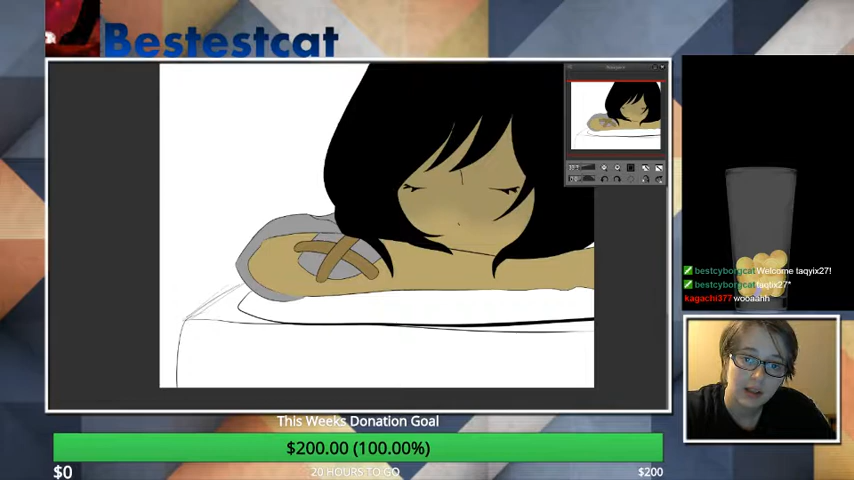 Bestestcat
bestcyborgcat Welcome taqyix27!
bestcyborgcat taqtix27*
kagachi377 wooaahh
This Weeks Donation Goal
$200.00 (100.00%)
$0
20 HOURS TO GO
$200